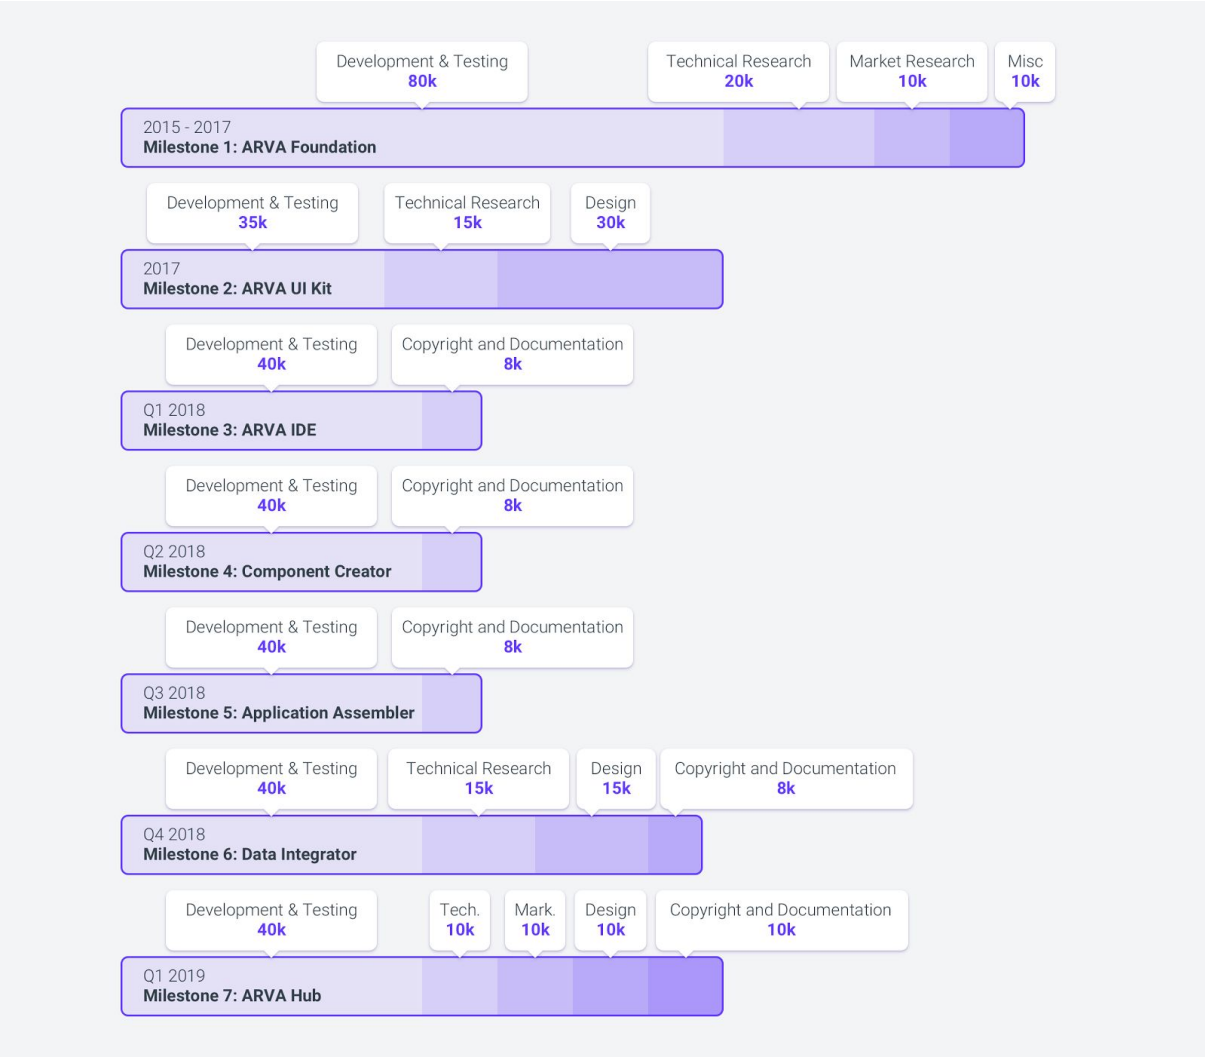 Development & Testing
80k
Technical Research
20k
Market Research
10k
Misc
10k
2015 - 2017
Milestone 1: ARVA Foundation
Development & Testing
35k
Technical Research
15k
Design
30k
2017
Milestone 2: ARVA UI Kit
Development & Testing
40k
Copyright and Documentation
8k
Q1 2018
Milestone 3: ARVA IDE
Development & Testing
40k
Copyright and Documentation
8k
Q2 2018
Milestone 4: Component Creator
Development & Testing
40k
Copyright and Documentation
8k
Q3 2018
Milestone 5: Application Assembler
Development & Testing
40k
Technical Research
15k
Design
15k
Copyright and Documentation
8k
Q4 2018
Milestone 6: Data Integrator
Development & Testing
40k
Tech.
10k
Mark.
10k
Design
10k
Copyright and Documentation
10k
Q1 2019
Milestone 7: ARVA Hub